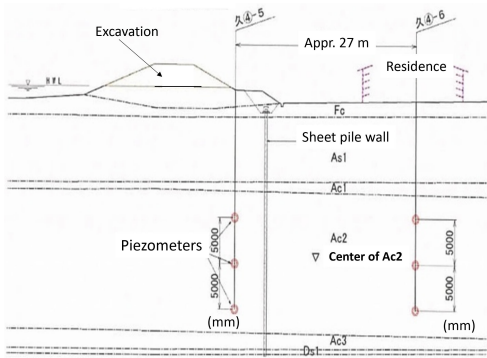 久④-5
久④-6
Excavation
Appr. 27 m
Residence
H W L
Fc
Sheet pile wall
As1
Ac1
Ac2
5000
5000
Piezometers
Center of Ac2
5000
5000
(mm)
(mm)
Ac3
Ds1